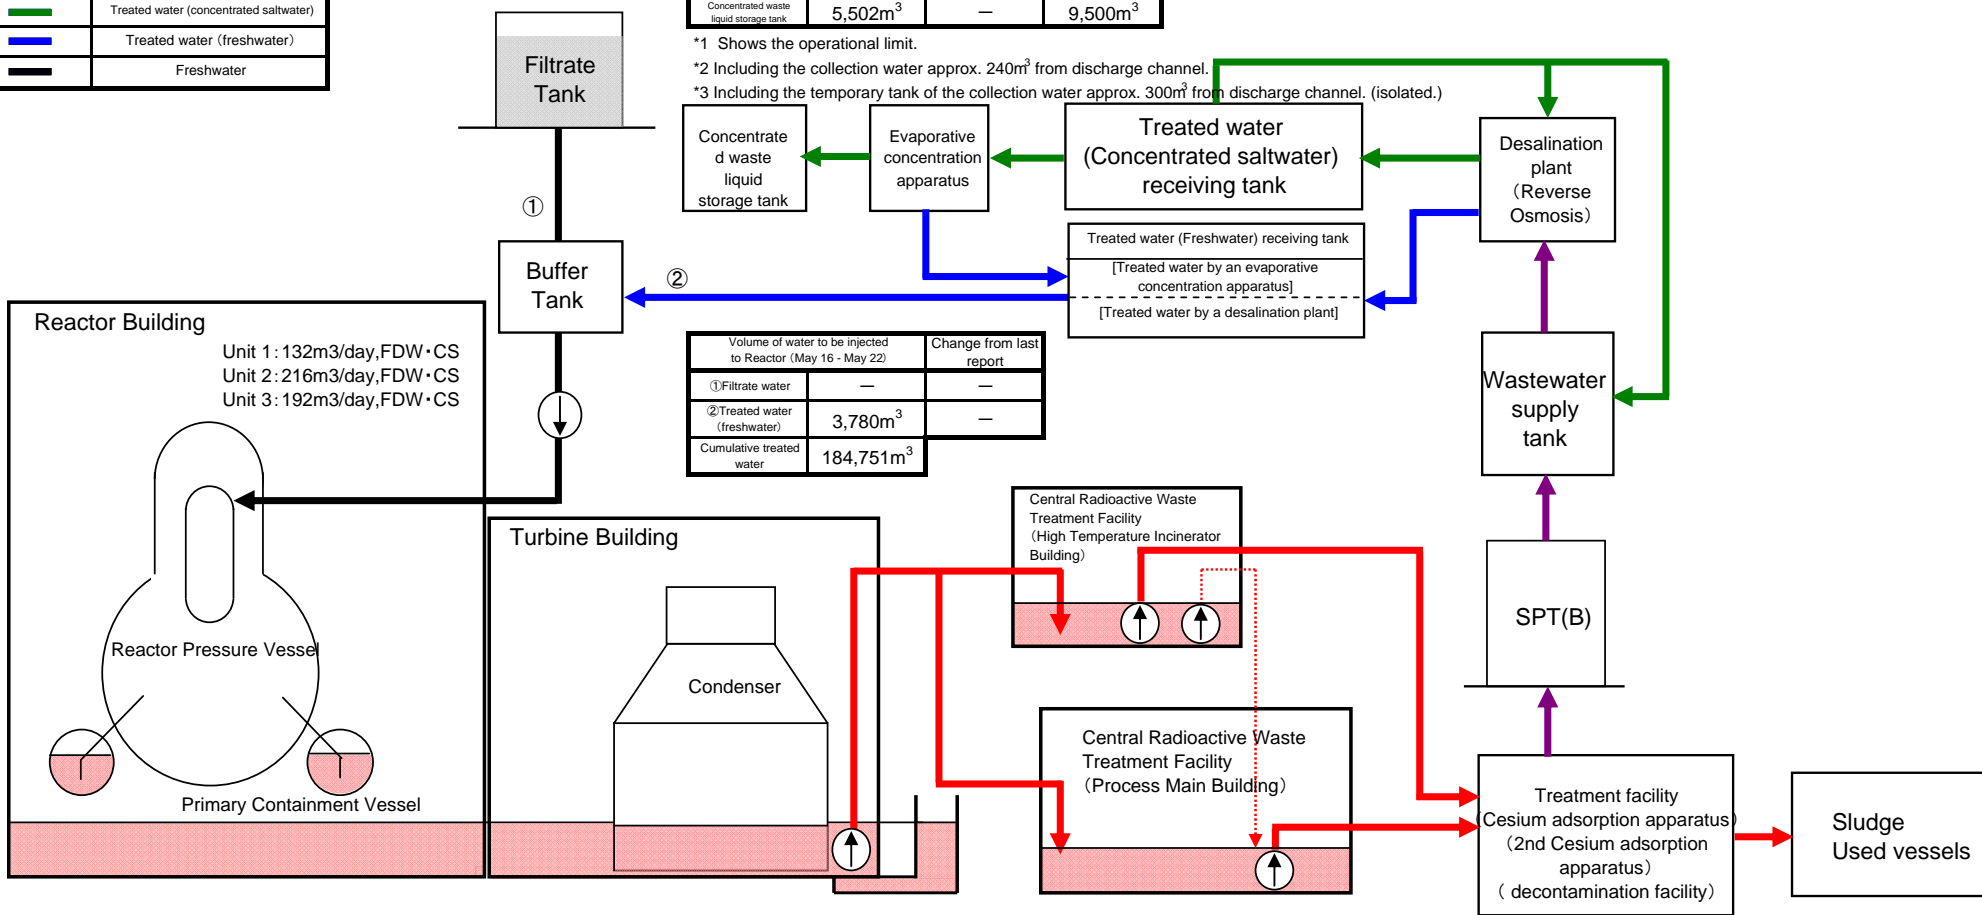 Treated water (concentrated saltwater)
Treated water (freshwater)
Freshwater
Concentrated waste
liquid storage tank
5,502m³
—
9,500m³
*1 Shows the operational limit.
*2 Including the collection water approx. 240m³ from discharge channel.
*3 Including the temporary tank of the collection water approx. 300m³ from discharge channel. (isolated.)
Filtrate
Tank
①
Buffer
Tank
②
Concentrate
d waste
liquid
storage tank
Evaporative
concentration
apparatus
Treated water
(Concentrated saltwater)
receiving tank
Desalination
plant
(Reverse
Osmosis)
Treated water (Freshwater) receiving tank
[Treated water by an evaporative
concentration apparatus]
[Treated water by a desalination plant]
Reactor Building
Unit 1:132m3/day,FDW・CS
Unit 2:216m3/day,FDW・CS
Unit 3:192m3/day,FDW・CS
Volume of water to be injected
to Reactor (May 16 - May 22)
Change from last
report
①Filtrate water
—
—
②Treated water
(freshwater)
3,780m³
—
Cumulative treated
water
184,751m³
Wastewater
supply
tank
Turbine Building
Central Radioactive Waste
Treatment Facility
(High Temperature Incinerator
Building)
SPT(B)
Reactor Pressure Vessel
Condenser
Primary Containment Vessel
Central Radioactive Waste
Treatment Facility
(Process Main Building)
Treatment facility
(Cesium adsorption apparatus)
(2nd Cesium adsorption
apparatus)
( decontamination facility)
Sludge
Used vessels